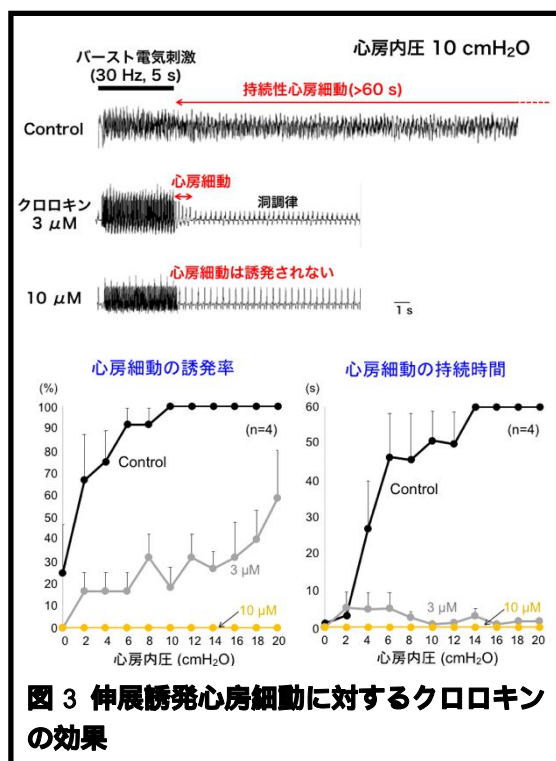 バースト電気刺激
(30 Hz, 5 s)
心房内圧 10 cmH₂O
持続性心房細動(>60 s)
Control
クロロキン
3 μM
心房細動
洞調律
10 μM
心房細動は誘発されない
1 s
心房細動の誘発率
(%)
100
90
80
70
60
50
40
30
20
10
0
(n=4)
Control
3 μM
10 μM
0 2 4 6 8 10 12 14 16 18 20
心房内圧 (cmH₂O)
心房細動の持続時間
(s)
60
50
40
30
20
10
0
(n=4)
Control
3 μM
10 μM
0 2 4 6 8 10 12 14 16 18 20
心房内圧 (cmH₂O)
図 3 伸展誘発心房細動に対するクロロキン
の効果